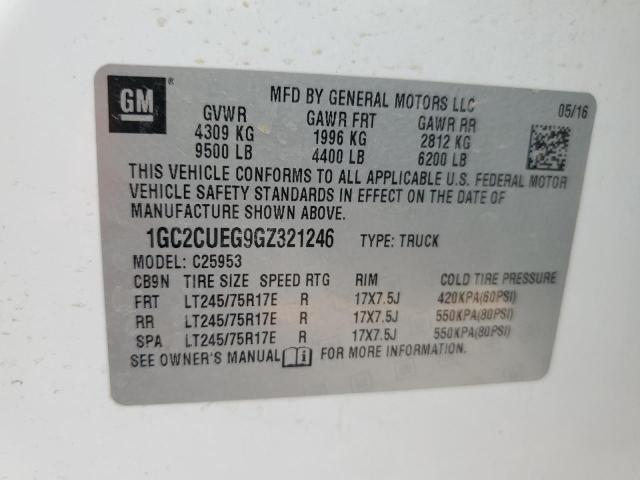 GM ®
MFD BY GENERAL MOTORS LLC
05/16
GVWR GAWR FRT GAWR RR
4309 KG 1996 KG 2812 KG
9500 LB 4400 LB 6200 LB
THIS VEHICLE CONFORMS TO ALL APPLICABLE U.S. FEDERAL MOTOR
VEHICLE SAFETY STANDARDS IN EFFECT ON THE DATE OF
MANUFACTURE SHOWN ABOVE.
1GC2CUEG9GZ321246 TYPE: TRUCK
MODEL: C25953
CB9N TIRE SIZE SPEED RTG RIM COLD TIRE PRESSURE
FRT LT245/75R17E R 17X7.5J 420KPA(60PSI)
RR LT245/75R17E R 17X7.5J 550KPA(80PSI)
SPA LT245/75R17E R 17X7.5J 550KPA(80PSI)
SEE OWNER'S MANUAL i FOR MORE INFORMATION.